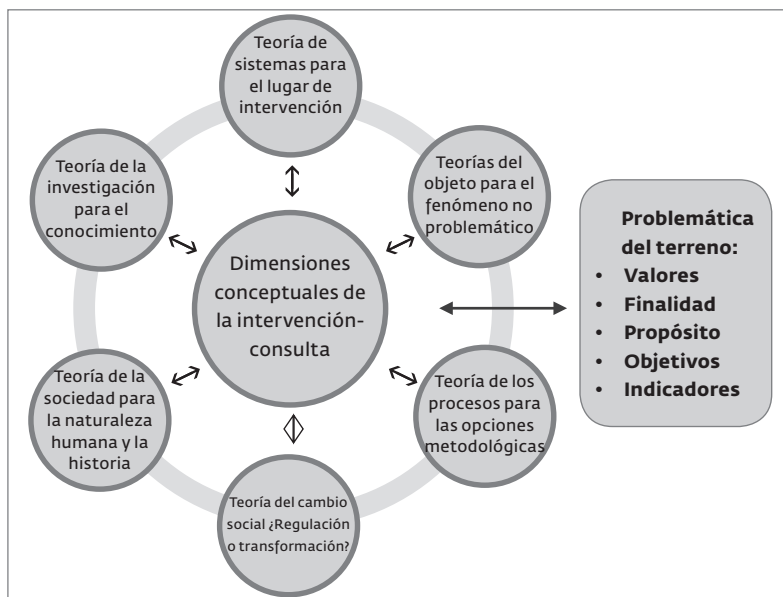 Teoría de
sistemas para
el lugar de
intervención
Teorías del
objeto para el
fenómeno no
problemático
Teoría de los
procesos para
las opciones
metodológicas
Teoría del cambio
social ¿Regulación
o transformación?
Teoría de la
sociedad para
la naturaleza
humana y la
historia
Teoría de la
investigación
para el
conocimiento
Dimensiones
conceptuales de
la intervención-
consulta
Problemática
del terreno:
• Valores
• Finalidad
• Propósito
• Objetivos
• Indicadores